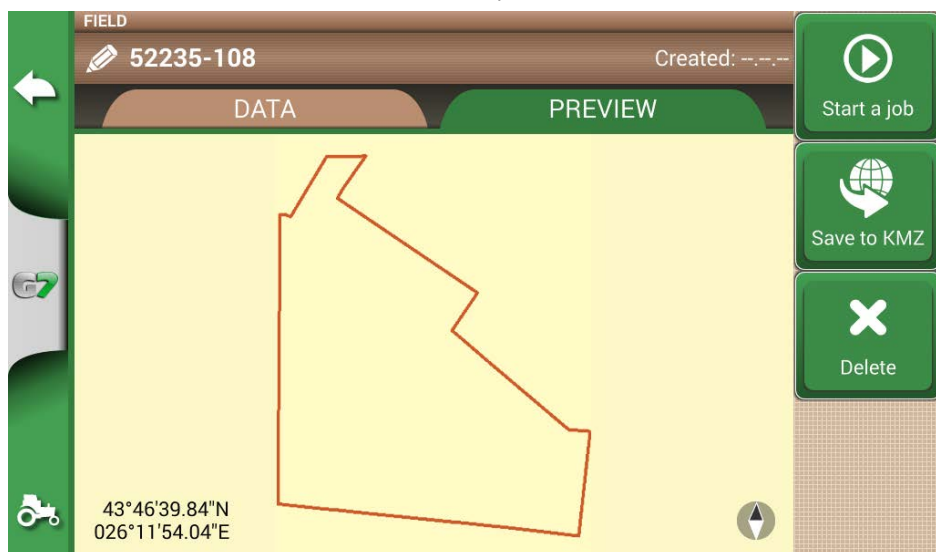 FIELD
52235-108
Created: --.--.--
DATA
PREVIEW
Start a job
Save to KMZ
Delete
G7
43°46'39.84"N
026°11'54.04"E